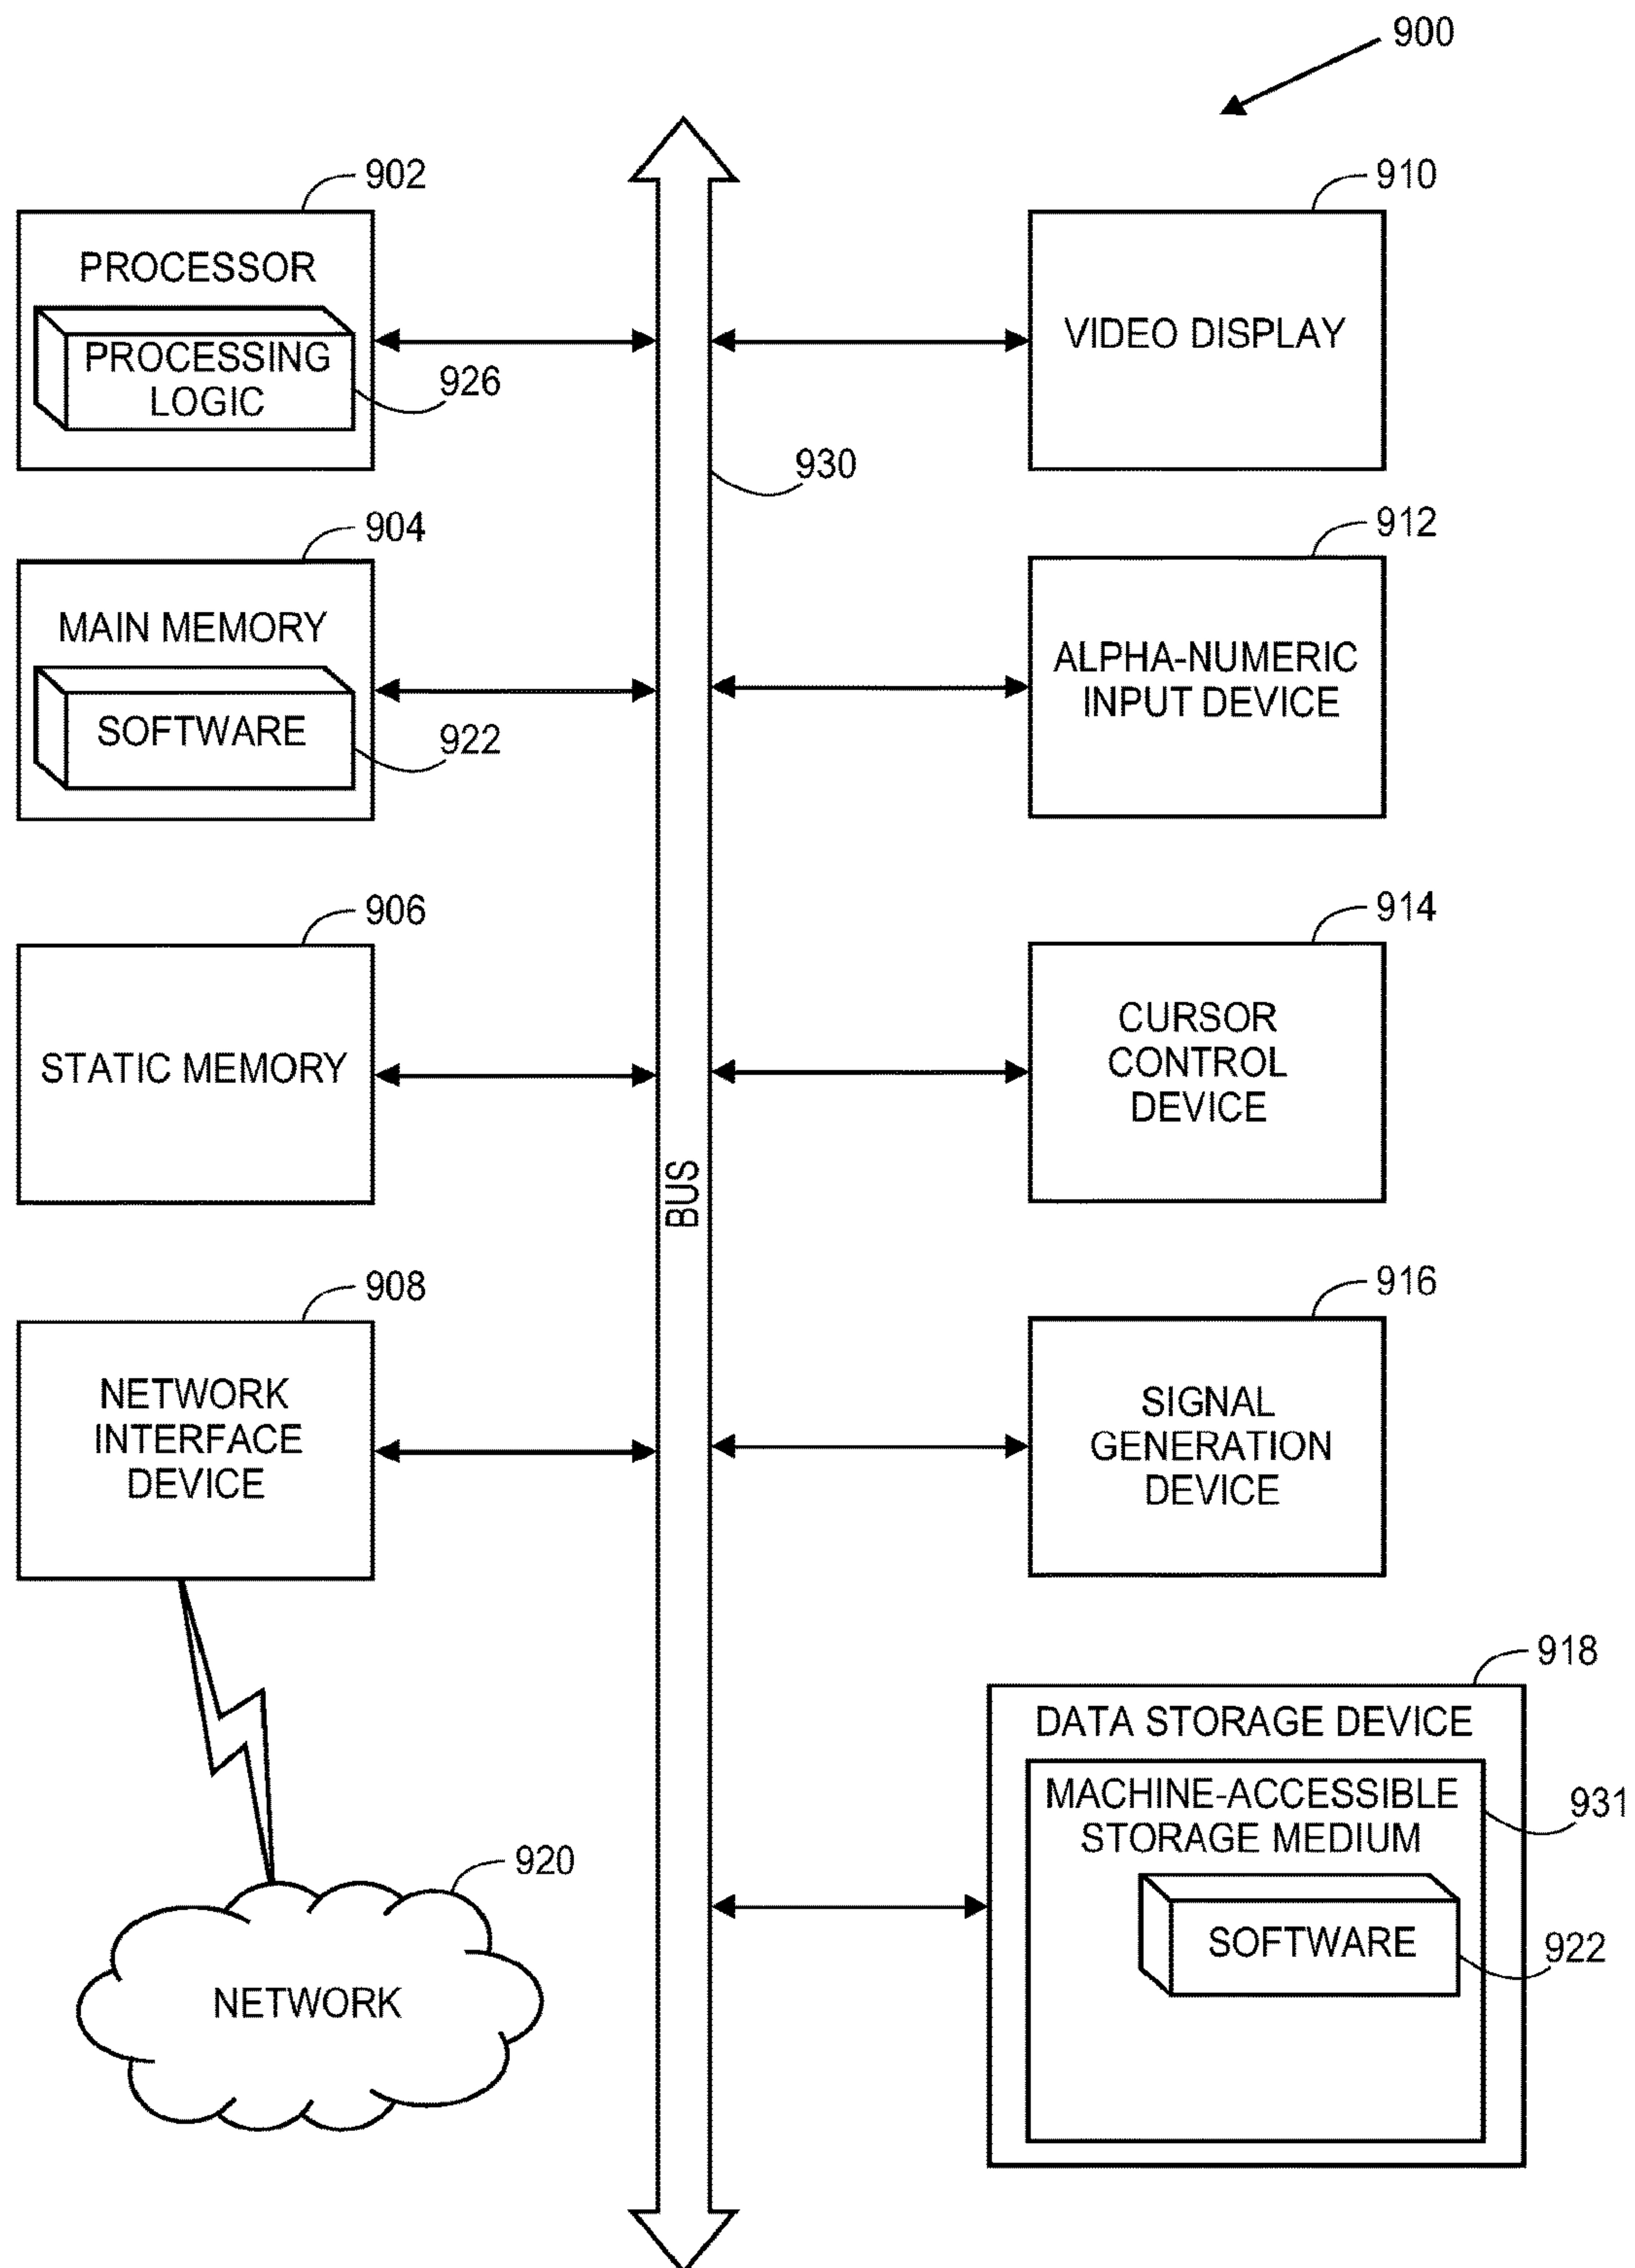 900
902
PROCESSOR
PROCESSING
LOGIC
926
904
MAIN MEMORY
SOFTWARE
922
906
STATIC MEMORY
908
NETWORK
INTERFACE
DEVICE
920
NETWORK
BUS
930
910
VIDEO DISPLAY
912
ALPHA-NUMERIC
INPUT DEVICE
914
CURSOR
CONTROL
DEVICE
916
SIGNAL
GENERATION
DEVICE
918
DATA STORAGE DEVICE
MACHINE-ACCESSIBLE
STORAGE MEDIUM
931
SOFTWARE
922